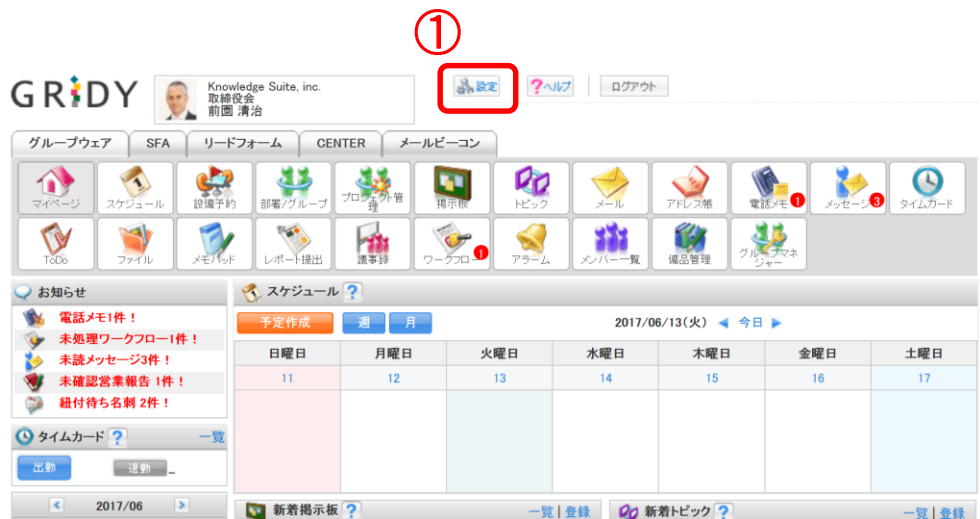 ①
GRiDY
Knowledge Suite, inc.
取締役会
前園 清治
設定
?ヘルプ
ログアウト
グループウェア SFA リードフォーム CENTER メールビーコン
マイページ スケジュール 設備予約 部署/グループ プロジェクト管理 掲示板 トピック メール アドレス帳 電話メモ 1 メッセージ 3 タイムカード
ToDo ファイル メモパッド レポート提出 議事録 ワークフロー 1 アラーム メンバー一覧 備品管理 グループマネジャー
お知らせ
電話メモ1件！
未処理ワークフロー1件！
未読メッセージ3件！
未確認営業報告 1件！
紐付待ち名刺 2件！
タイムカード ? 一覧
出勤 退勤 _
< 2017/06 >
スケジュール ?
予定作成 週 月 2017/06/13(火) ◀ 今日 ▶
日曜日 月曜日 火曜日 水曜日 木曜日 金曜日 土曜日
11 12 13 14 15 16 17
新着掲示板 ? 一覧 | 登録
新着トピック ? 一覧 | 登録